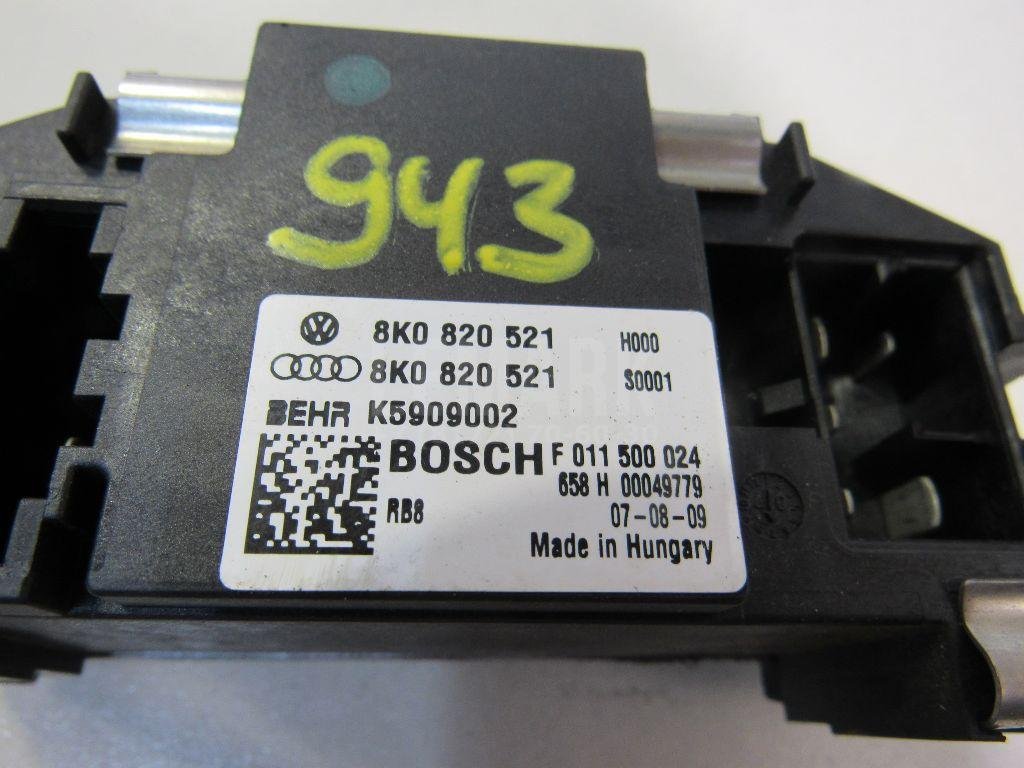 943
8K0 820 521 H000
8K0 820 521 S0001
BEHR K5909002
BOSCH F 011 500 024
658 H 00049779
RB8 07-08-09
Made in Hungary